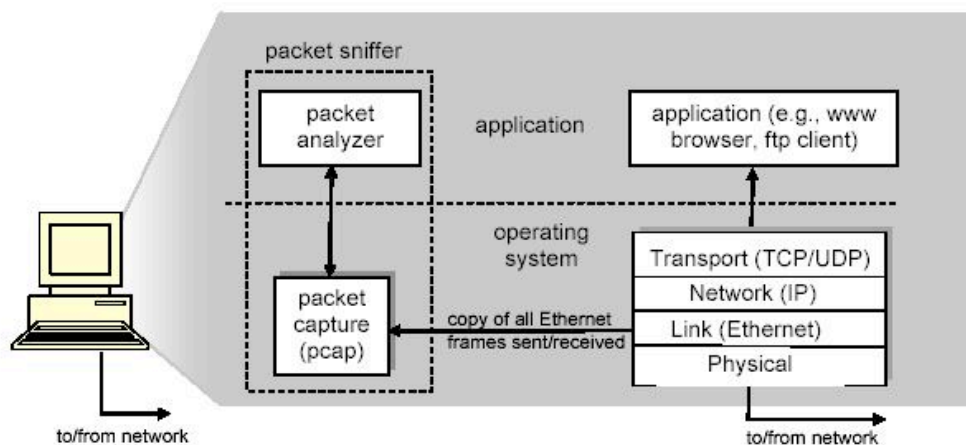 packet sniffer
packet
analyzer
application
application (e.g., www
browser, ftp client)
operating
system
packet
capture
(pcap)
copy of all Ethernet
frames sent/received
Transport (TCP/UDP)
Network (IP)
Link (Ethernet)
Physical
to/from network
to/from network